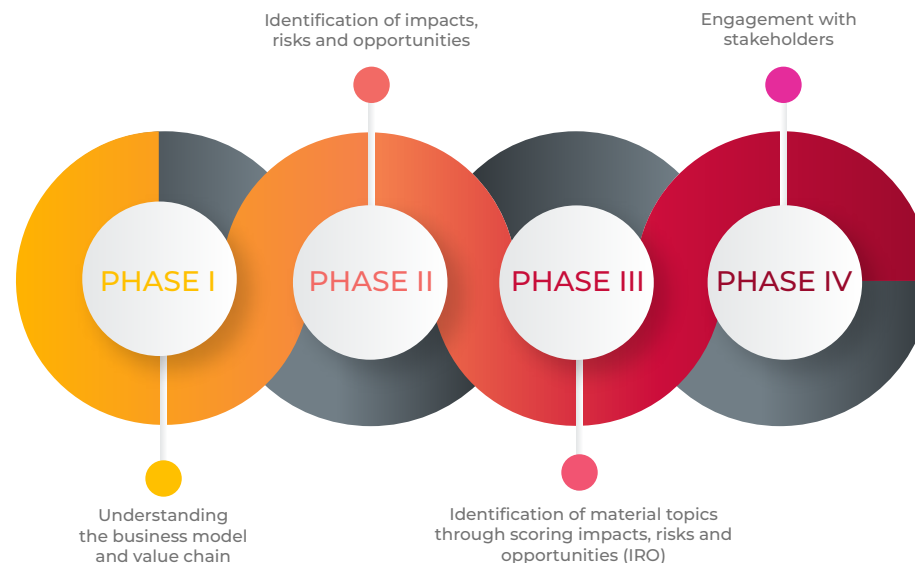 Identification of impacts,
risks and opportunities
Engagement with
stakeholders
PHASE I
PHASE II
PHASE III
PHASE IV
Understanding
the business model
and value chain
Identification of material topics
through scoring impacts, risks and
opportunities (IRO)